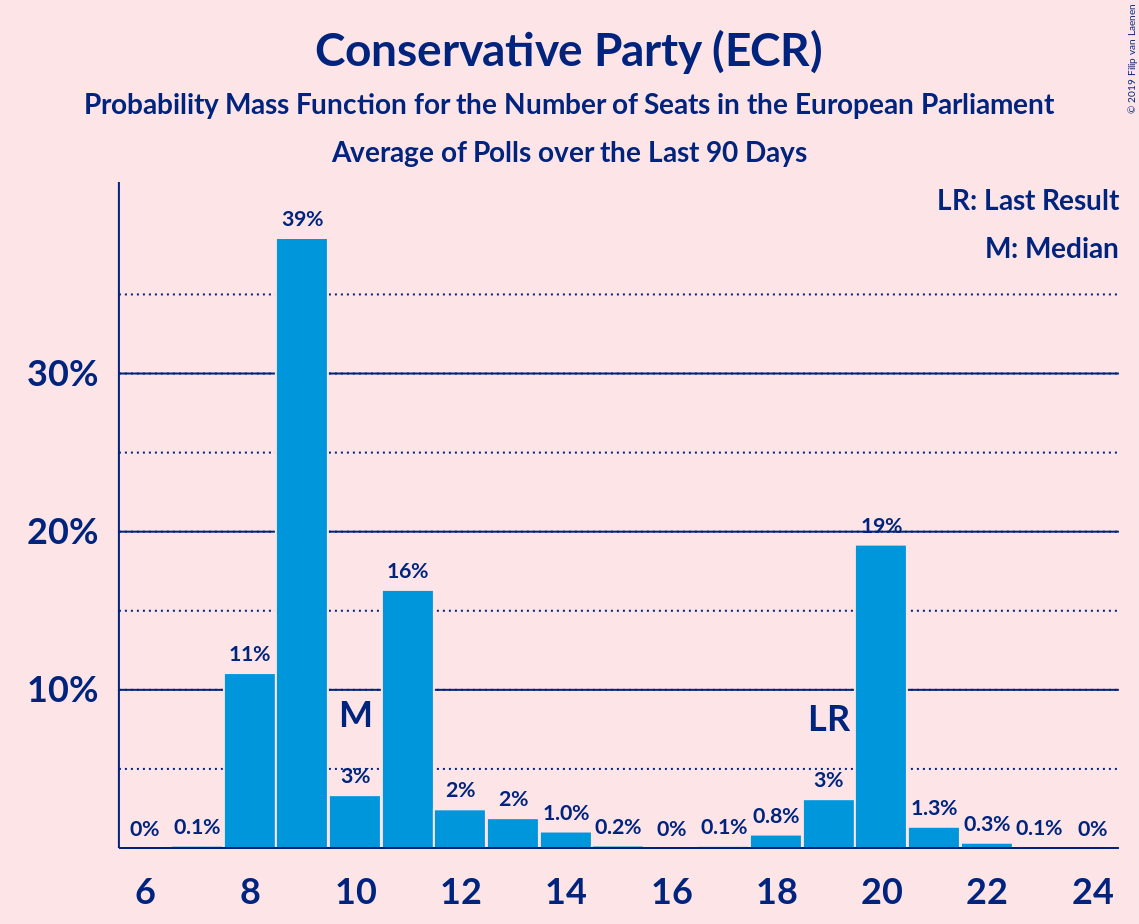 Conservative Party (ECR)
Probability Mass Function for the Number of Seats in the European Parliament
Average of Polls over the Last 90 Days
© 2019 Filip van Laenen
LR: Last Result
M: Median
39%
30%
20%
19%
16%
11%
10%
M
LR
0%
0.1%
3%
2%
2%
1.0%
0.2%
0%
0.1%
0.8%
3%
1.3%
0.3%
0.1%
0%
6 8 10 12 14 16 18 20 22 24